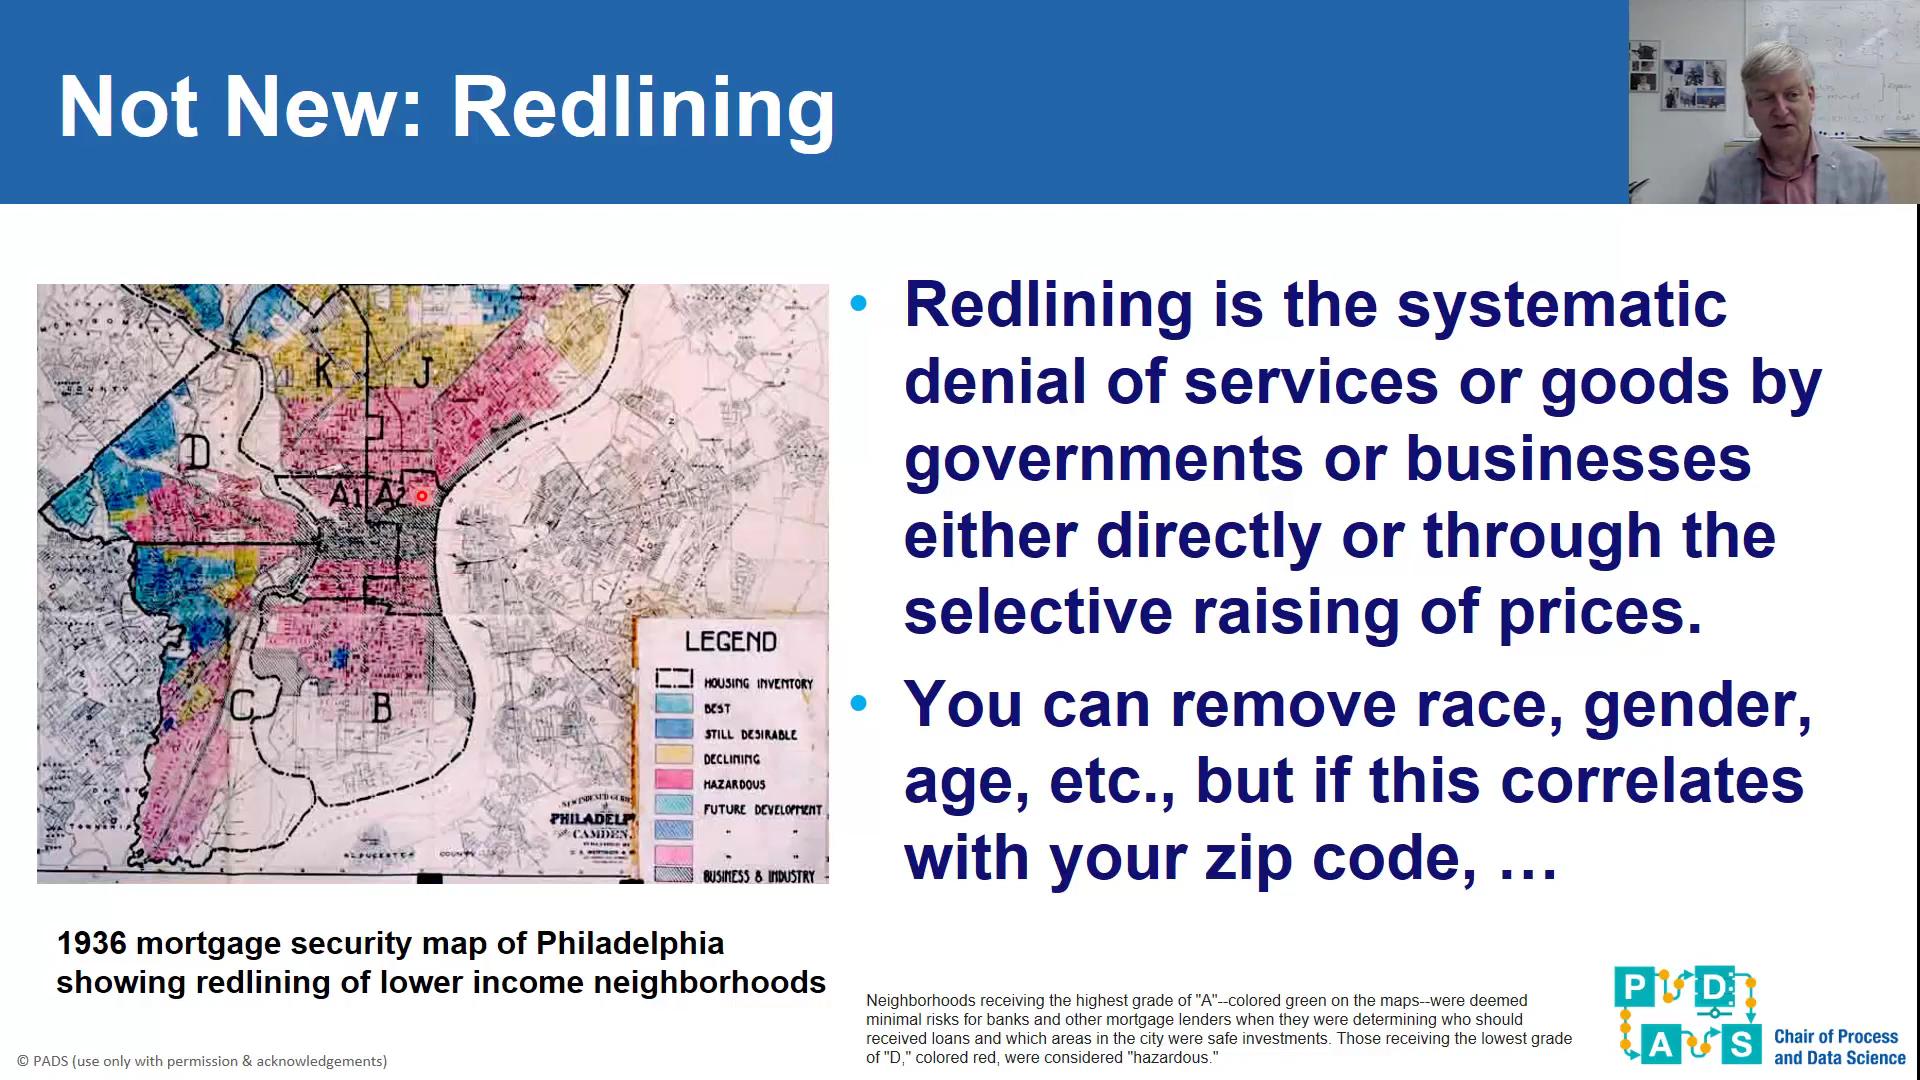 Not New: Redlining
• Redlining is the systematic
denial of services or goods by
governments or businesses
either directly or through the
selective raising of prices.
• You can remove race, gender,
age, etc., but if this correlates
with your zip code, …
K J
D
A1 A2
C B
LEGEND
HOUSING INVENTORY
BEST
STILL DESIRABLE
DECLINING
HAZARDOUS
FUTURE DEVELOPMENT
" "
" "
BUSINESS & INDUSTRY
PHILADELP
CAMDEN
1936 mortgage security map of Philadelphia
showing redlining of lower income neighborhoods
Neighborhoods receiving the highest grade of "A"--colored green on the maps--were deemed
minimal risks for banks and other mortgage lenders when they were determining who should
received loans and which areas in the city were safe investments. Those receiving the lowest grade
of "D," colored red, were considered "hazardous."
P D
A S
Chair of Process
and Data Science
© PADS (use only with permission & acknowledgements)